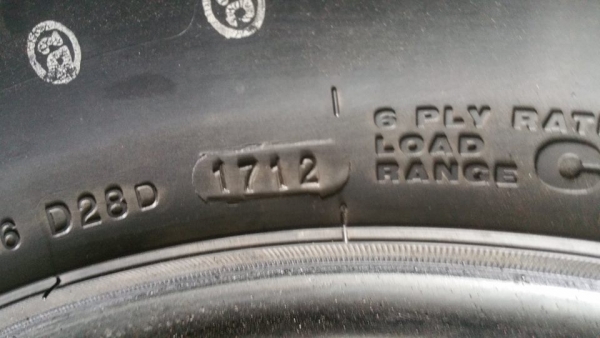 6 D28D 1712
6 PLY RAT
LOAD
RANGE C